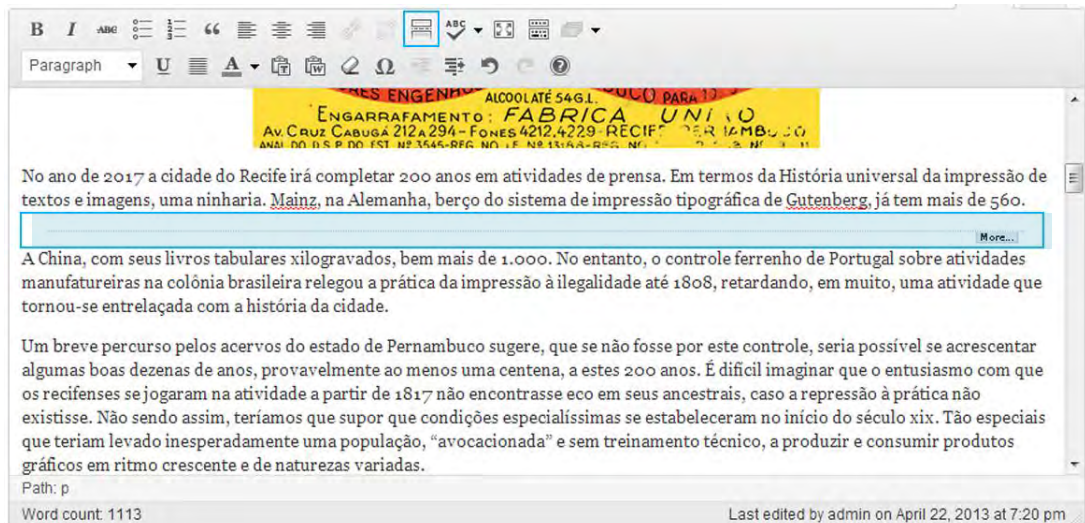 B I ABC
ABC
Paragraph U A T W Ω
RES ENGENHO ALCOOLATÉ 54 G.L. PARA
ENGARRAFAMENTO: FABRICA UNIÃO
AV. CRUZ CABUGÁ 212A294-FONES 4212.4229-RECIFE
No ano de 2017 a cidade do Recife irá completar 200 anos em atividades de prensa. Em termos da História universal da impressão de
textos e imagens, uma ninharia. Mainz, na Alemanha, berço do sistema de impressão tipográfica de Gutenberg, já tem mais de 560.
More...
A China, com seus livros tabulares xilogravados, bem mais de 1.000. No entanto, o controle ferrenho de Portugal sobre atividades
manufatureiras na colônia brasileira relegou a prática da impressão à ilegalidade até 1808, retardando, em muito, uma atividade que
tornou-se entrelaçada com a história da cidade.
Um breve percurso pelos acervos do estado de Pernambuco sugere, que se não fosse por este controle, seria possível se acrescentar
algumas boas dezenas de anos, provavelmente ao menos uma centena, a estes 200 anos. É difícil imaginar que o entusiasmo com que
os recifenses se jogaram na atividade a partir de 1817 não encontrasse eco em seus ancestrais, caso a repressão à prática não
existisse. Não sendo assim, teríamos que supor que condições especialíssimas se estabeleceram no início do século xix. Tão especiais
que teriam levado inesperadamente uma população, “avocacionada” e sem treinamento técnico, a produzir e consumir produtos
gráficos em ritmo crescente e de naturezas variadas.
Path: p
Word count: 1113 Last edited by admin on April 22, 2013 at 7:20 pm